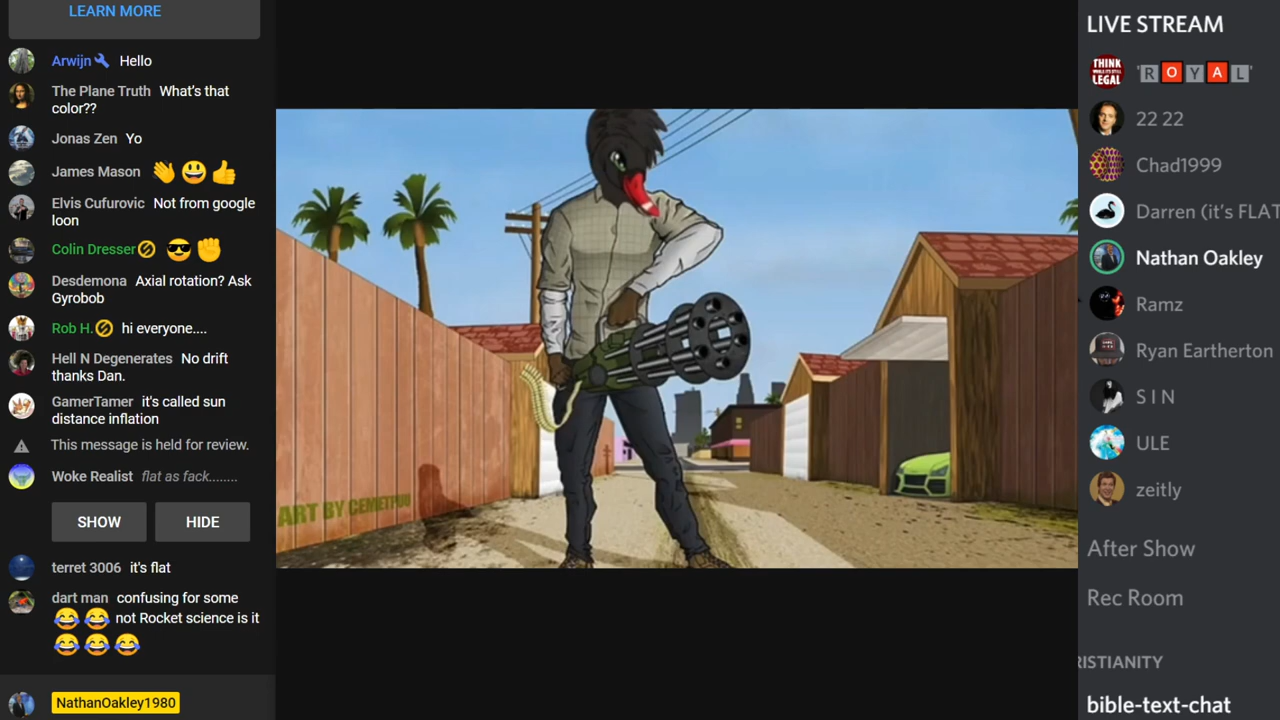 LEARN MORE
Arwijn Hello
The Plane Truth What's that
color??
Jonas Zen Yo
James Mason 👋 😃 👍
Elvis Cufurovic Not from google
loon
Colin Dresser 😎 ✊
Desdemona Axial rotation? Ask
Gyrobob
Rob H. hi everyone....
Hell N Degenerates No drift
thanks Dan.
GamerTamer it's called sun
distance inflation
This message is held for review.
Woke Realist flat as fack........
SHOW HIDE
terret 3006 it's flat
dart man confusing for some
😂 😂 not Rocket science is it
😂 😂 😂
NathanOakley1980
ART BY
LIVE STREAM
THINK
WHILE IT'S STILL
LEGAL
'ROYAL'
22 22
Chad1999
Darren (it's FLAT
Nathan Oakley
Ramz
Ryan Eartherton
S I N
ULE
zeitly
After Show
Rec Room
RISTIANITY
bible-text-chat